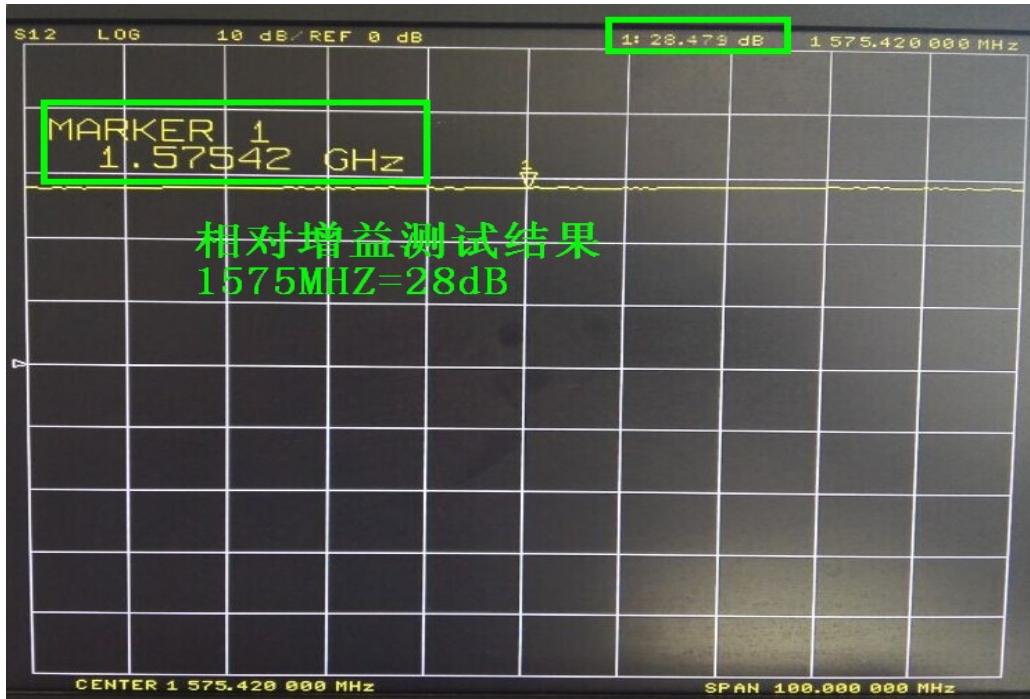 S12 LOG 10 dB/REF 0 dB 1: 28.479 dB 1 575.420 000 MHz
MARKER 1
1.57542 GHz
1
相对增益测试结果
1575MHZ=28dB
CENTER 1 575.420 000 MHz SPAN 100.000 000 MHz